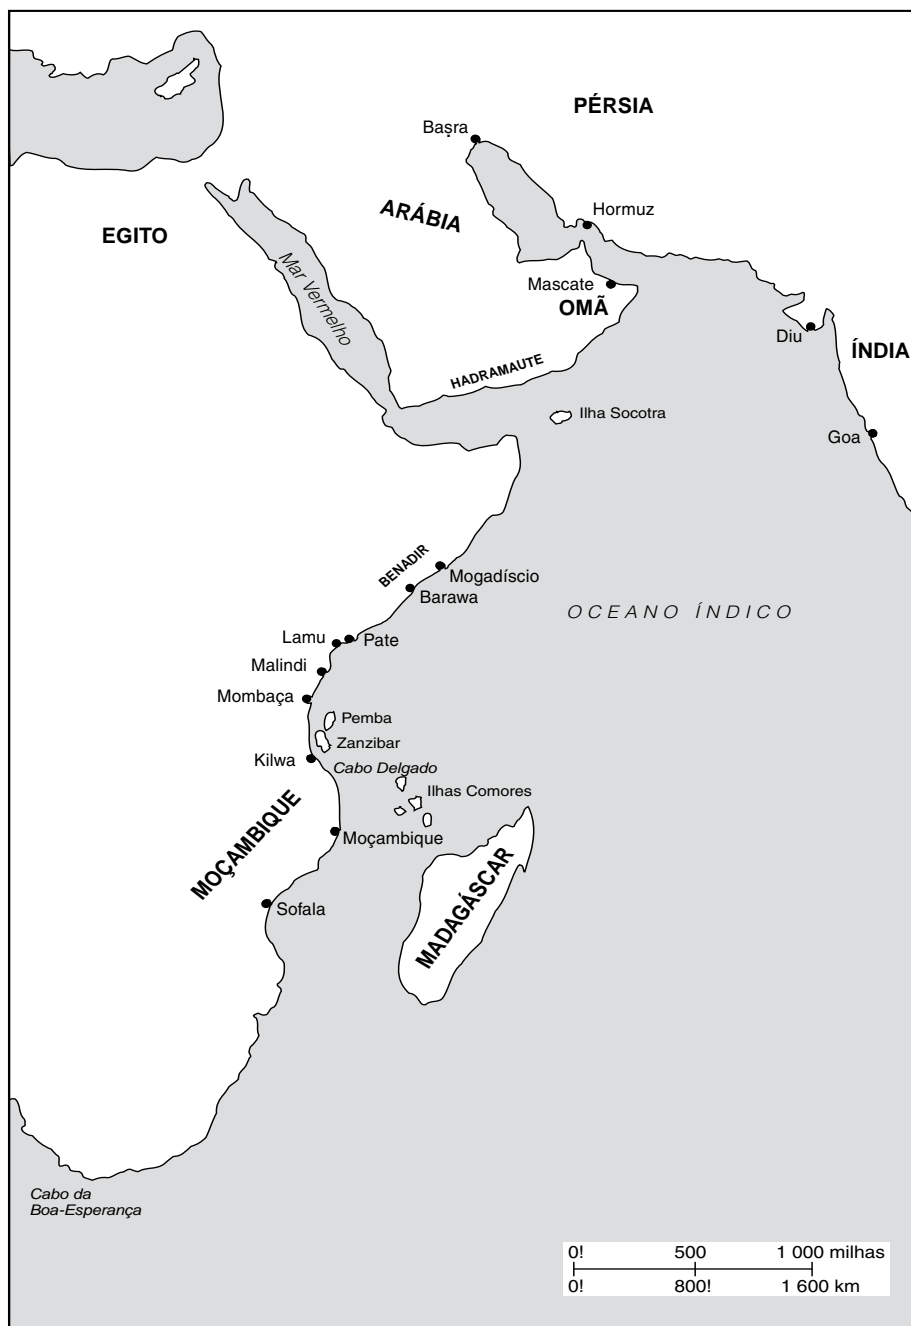 PÉRSIA
Başra
ARÁBIA
Hormuz
EGITO
Mar Vermelho
Mascate
OMÃ
Diu
ÍNDIA
HADRAMAUTE
Ilha Socotra
Goa
BENADIR
Mogadíscio
Barawa
OCEANO ÍNDICO
Lamu
Pate
Malindi
Mombaça
Pemba
Zanzibar
Kilwa
Cabo Delgado
Ilhas Comores
MOÇAMBIQUE
Moçambique
MADAGÁSCAR
Sofala
Cabo da
Boa-Esperança
0! 500 1 000 milhas
0! 800! 1 600 km